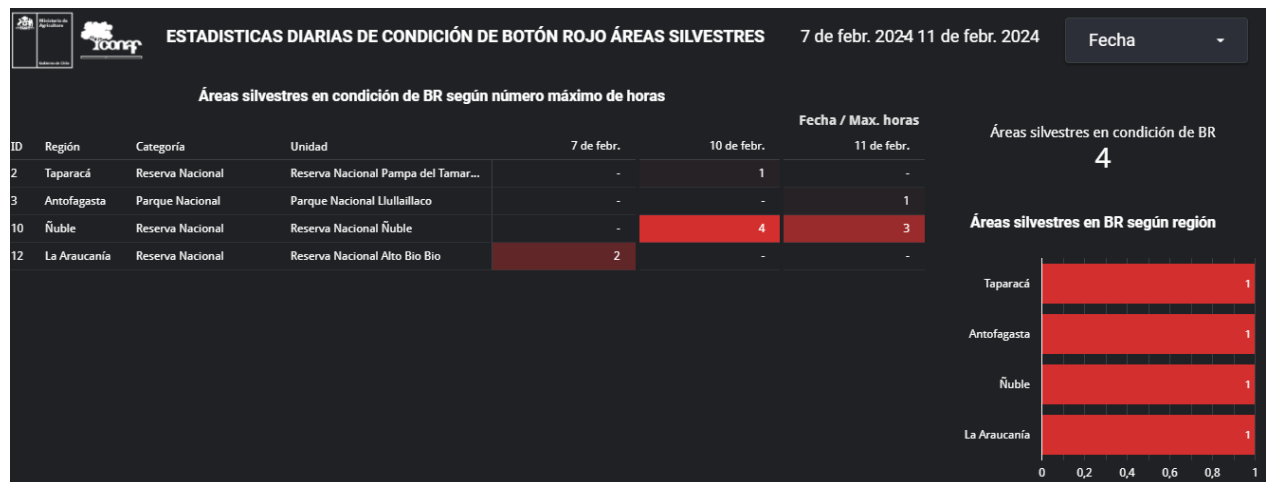 Ministerio de
Agricultura
Gobierno de Chile
ESTADISTICAS DIARIAS DE CONDICIÓN DE BOTÓN ROJO ÁREAS SILVESTRES
7 de febr. 2024 11 de febr. 2024
Fecha
Áreas silvestres en condición de BR según número máximo de horas
Fecha / Max. horas
ID Región Categoría Unidad 7 de febr. 10 de febr. 11 de febr.
2 Taparacá Reserva Nacional Reserva Nacional Pampa del Tamar... - 1 -
3 Antofagasta Parque Nacional Parque Nacional Llullaillaco - - 1
10 Ñuble Reserva Nacional Reserva Nacional Ñuble - 4 3
12 La Araucanía Reserva Nacional Reserva Nacional Alto Bio Bio 2 - -
Áreas silvestres en condición de BR
4
Áreas silvestres en BR según región
Taparacá 1
Antofagasta 1
Ñuble 1
La Araucanía 1
0 0,2 0,4 0,6 0,8 1